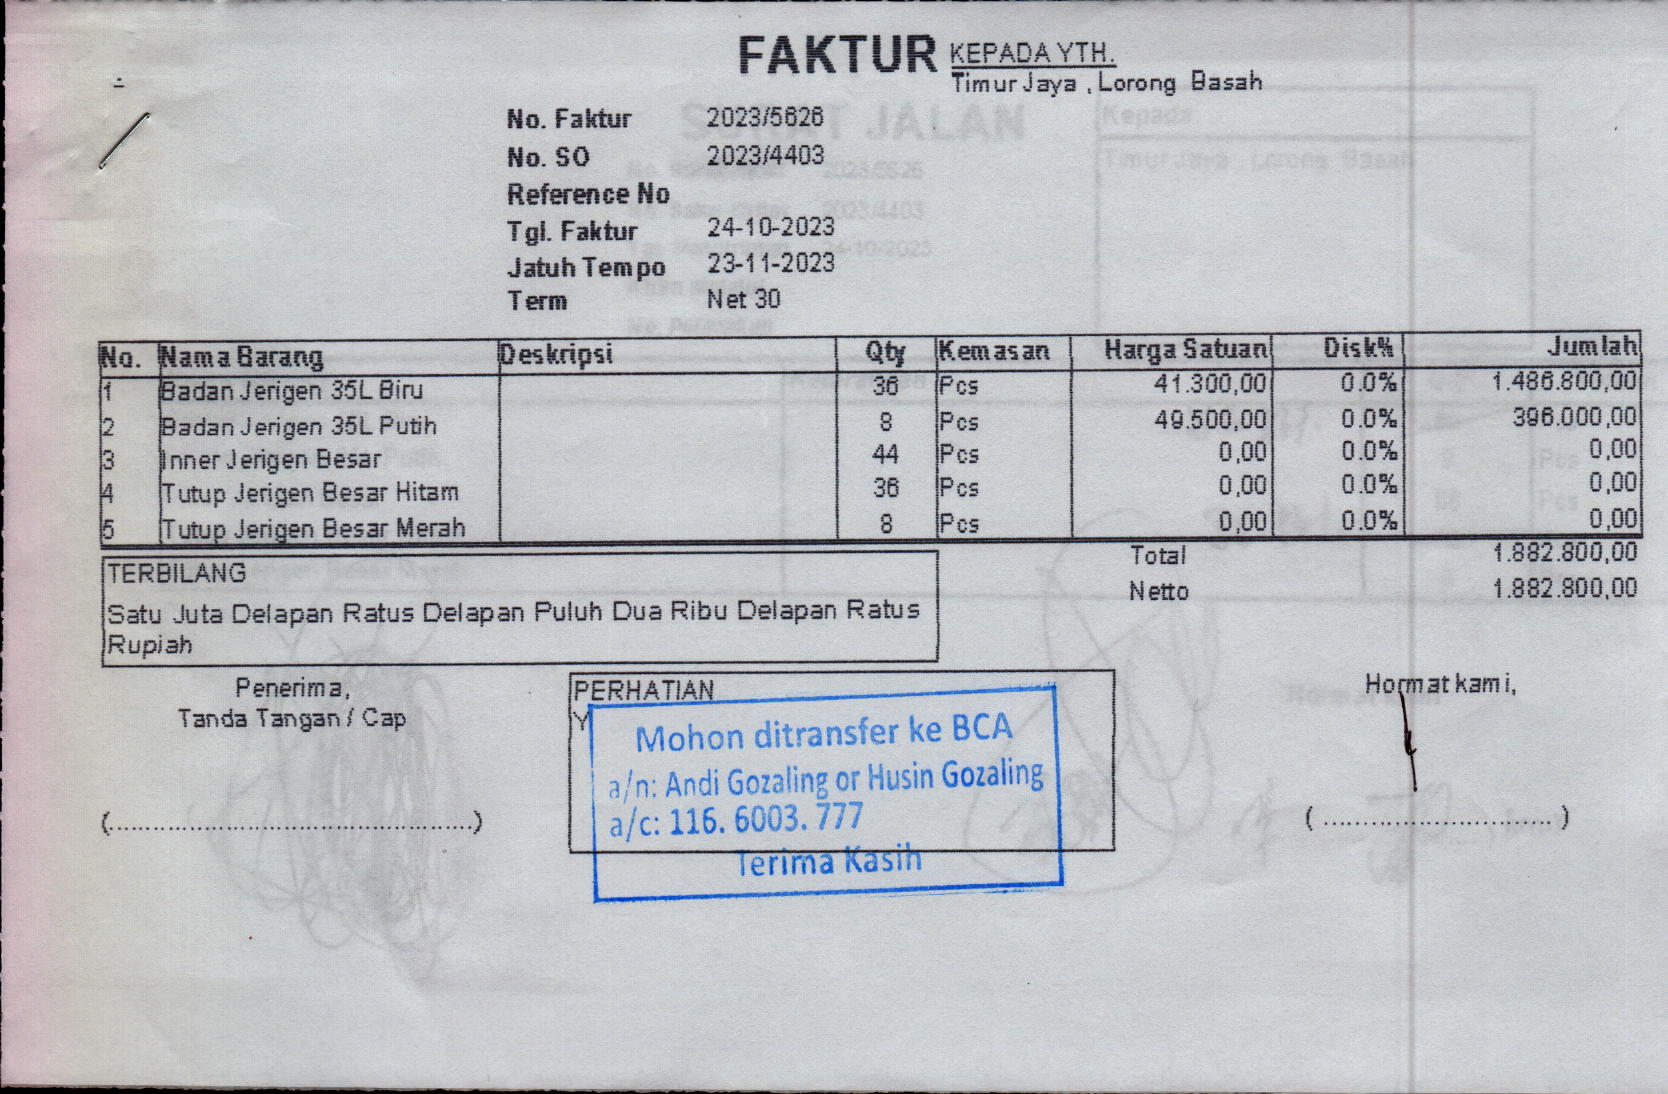 FAKTUR
KEPADA YTH.
Timur Jaya , Lorong Basah
No. Faktur 2023/5626
No. SO 2023/4403
Reference No
Tgl. Faktur 24-10-2023
Jatuh Tempo 23-11-2023
Term Net 30
No. Nama Barang Deskripsi Qty Kemasan Harga Satuan Disk% Jumlah
1 Badan Jerigen 35L Biru 36 Pcs 41.300,00 0.0% 1.486.800,00
2 Badan Jerigen 35L Putih 8 Pcs 49.500,00 0.0% 396.000,00
3 Inner Jerigen Besar 44 Pcs 0,00 0.0% 0,00
4 Tutup Jerigen Besar Hitam 36 Pcs 0,00 0.0% 0,00
5 Tutup Jerigen Besar Merah 8 Pcs 0,00 0.0% 0,00
Total 1.882.800,00
Netto 1.882.800,00
TERBILANG
Satu Juta Delapan Ratus Delapan Puluh Dua Ribu Delapan Ratus
Rupiah
Penerima,
Tanda Tangan / Cap
(..................................................)
PERHATIAN
Mohon ditransfer ke BCA
a/n: Andi Gozaling or Husin Gozaling
a/c: 116. 6003. 777
Terima Kasih
Hormat kami,
( ............................... )